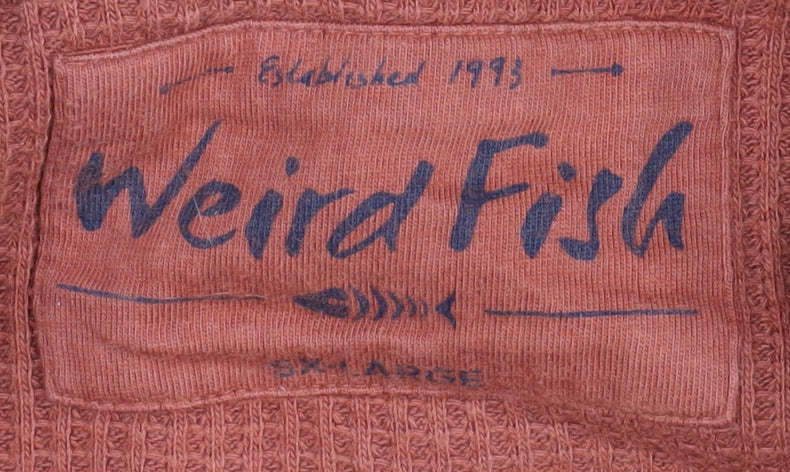 Established 1993
Weird Fish
5X-LARGE